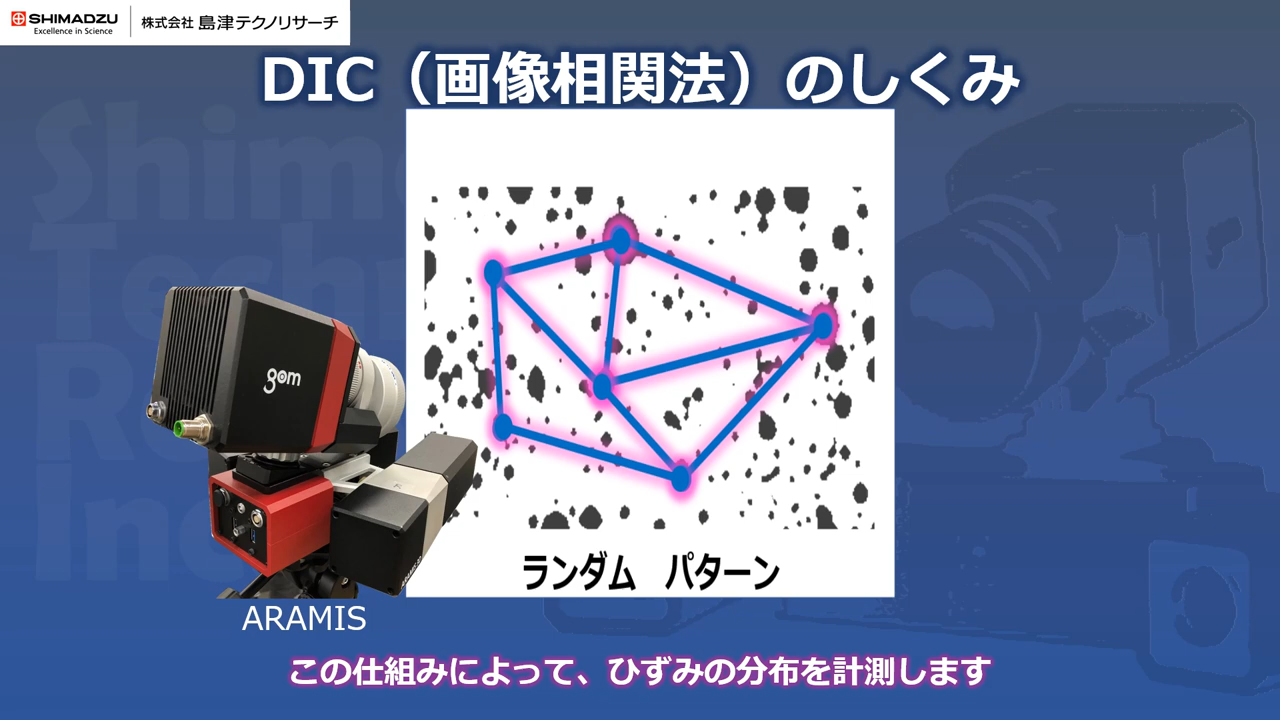 SHIMADZU
Excellence in Science
株式会社 島津テクノリサーチ
DIC（画像相関法）のしくみ
gom
ランダム パターン
ARAMIS
この仕組みによって、ひずみの分布を計測します